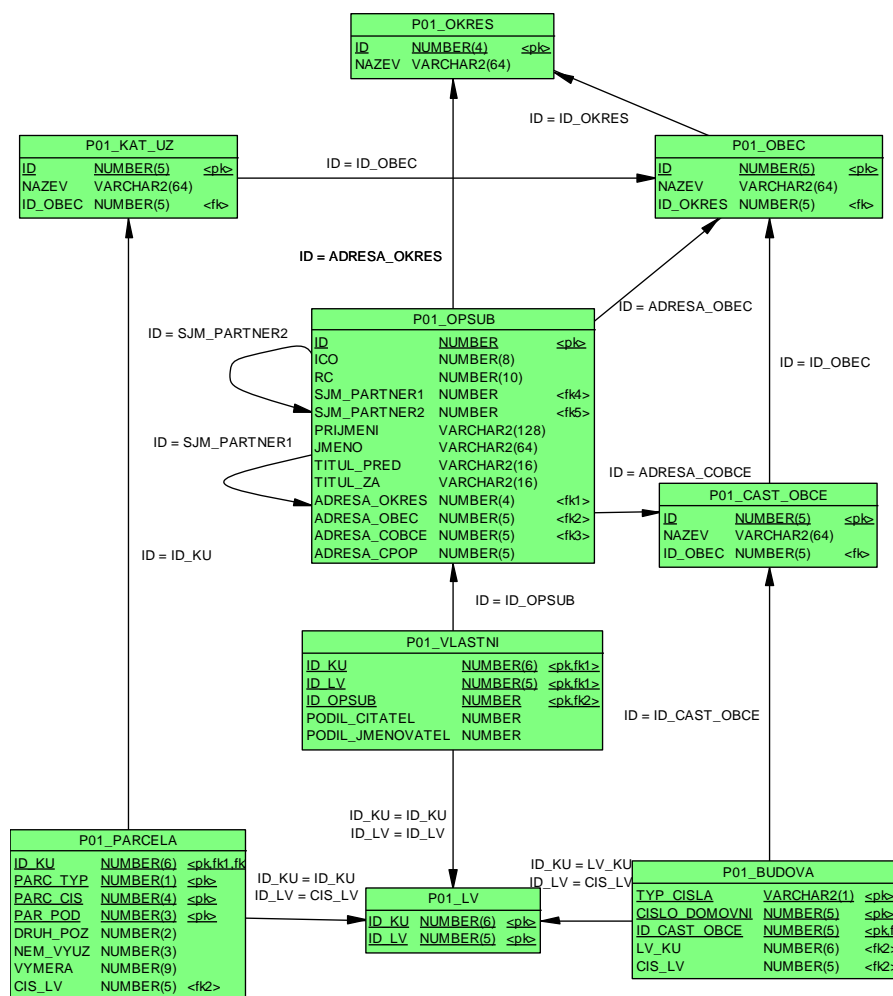 P01_OKRES
ID NUMBER(4) <pk>
NAZEV VARCHAR2(64)
ID = ID_OKRES
P01_KAT_UZ
ID NUMBER(5) <pk>
NAZEV VARCHAR2(64)
ID_OBEC NUMBER(5) <fk>
ID = ID_OBEC
P01_OBEC
ID NUMBER(5) <pk>
NAZEV VARCHAR2(64)
ID_OKRES NUMBER(5) <fk>
ID = ADRESA_OKRES
ID = ADRESA_OBEC
ID = SJM_PARTNER2
ID = SJM_PARTNER1
P01_OPSUB
ID NUMBER <pk>
ICO NUMBER(8)
RC NUMBER(10)
SJM_PARTNER1 NUMBER <fk4>
SJM_PARTNER2 NUMBER <fk5>
PRIJMENI VARCHAR2(128)
JMENO VARCHAR2(64)
TITUL_PRED VARCHAR2(16)
TITUL_ZA VARCHAR2(16)
ADRESA_OKRES NUMBER(4) <fk1>
ADRESA_OBEC NUMBER(5) <fk2>
ADRESA_COBCE NUMBER(5) <fk3>
ADRESA_CPOP NUMBER(5)
ID = ID_OBEC
ID = ADRESA_COBCE
P01_CAST_OBCE
ID NUMBER(5) <pk>
NAZEV VARCHAR2(64)
ID_OBEC NUMBER(5) <fk>
ID = ID_KU
ID = ID_OPSUB
P01_VLASTNI
ID_KU NUMBER(6) <pk,fk1>
ID_LV NUMBER(5) <pk,fk1>
ID_OPSUB NUMBER <pk,fk2>
PODIL_CITATEL NUMBER
PODIL_JMENOVATEL NUMBER
ID = ID_CAST_OBCE
ID_KU = ID_KU
ID_LV = ID_LV
P01_PARCELA
ID_KU NUMBER(6) <pk,fk1,fk
PARC_TYP NUMBER(1) <pk>
PARC_CIS NUMBER(4) <pk>
PAR_POD NUMBER(3) <pk>
DRUH_POZ NUMBER(2)
NEM_VYUZ NUMBER(3)
VYMERA NUMBER(9)
CIS_LV NUMBER(5) <fk2>
ID_KU = ID_KU
ID_LV = CIS_LV
P01_LV
ID_KU NUMBER(6) <pk>
ID_LV NUMBER(5) <pk>
ID_KU = LV_KU
ID_LV = CIS_LV
P01_BUDOVA
TYP_CISLA VARCHAR2(1) <pk>
CISLO_DOMOVNI NUMBER(5) <pk>
ID_CAST_OBCE NUMBER(5) <pk,f
LV_KU NUMBER(6) <fk2>
CIS_LV NUMBER(5) <fk2>